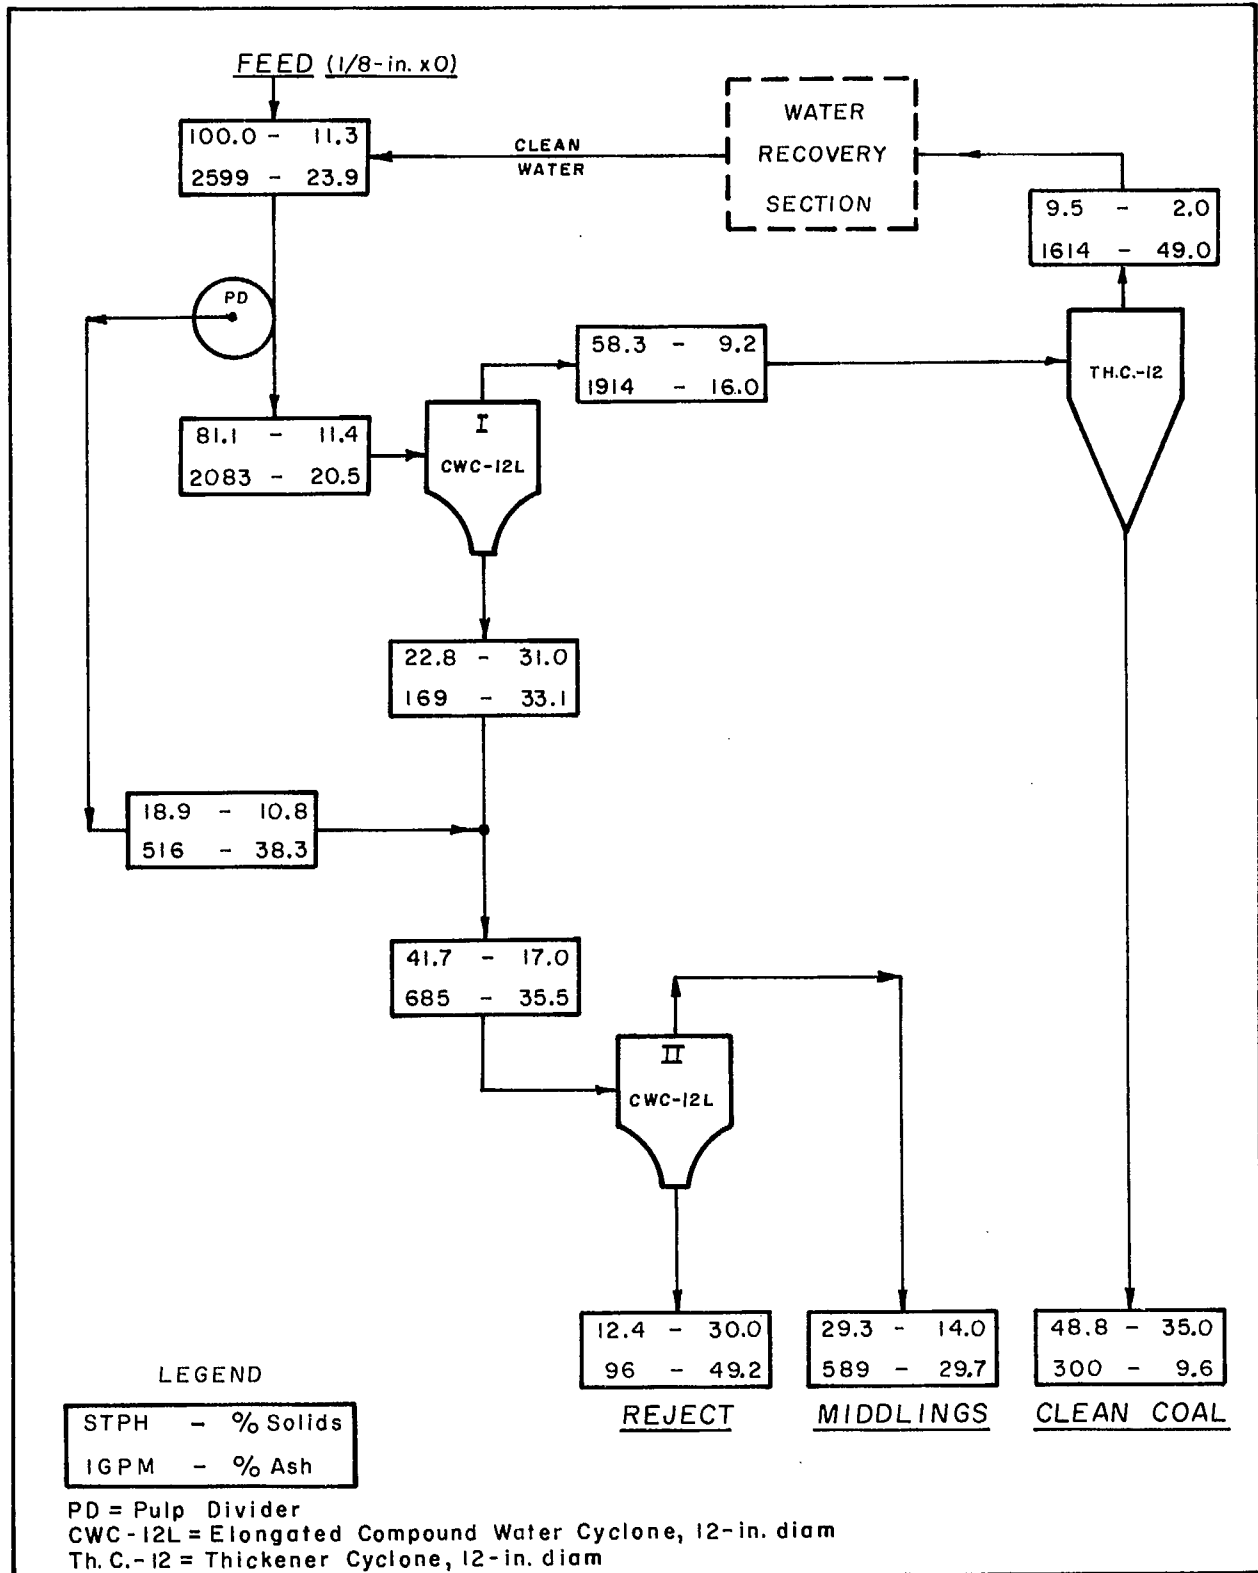 FEED (1/8-in. x0)
100.0 - 11.3
2599 - 23.9
CLEAN
WATER
WATER
RECOVERY
SECTION
9.5 - 2.0
1614 - 49.0
PD
58.3 - 9.2
1914 - 16.0
TH.C.-12
81.1 - 11.4
2083 - 20.5
I
CWC-12L
22.8 - 31.0
169 - 33.1
18.9 - 10.8
516 - 38.3
41.7 - 17.0
685 - 35.5
II
CWC-12L
12.4 - 30.0
96 - 49.2
REJECT
29.3 - 14.0
589 - 29.7
MIDDLINGS
48.8 - 35.0
300 - 9.6
CLEAN COAL
LEGEND
STPH - % Solids
IGPM - % Ash
PD = Pulp Divider
CWC-12L = Elongated Compound Water Cyclone, 12-in. diam
Th. C.-12 = Thickener Cyclone, 12-in. diam